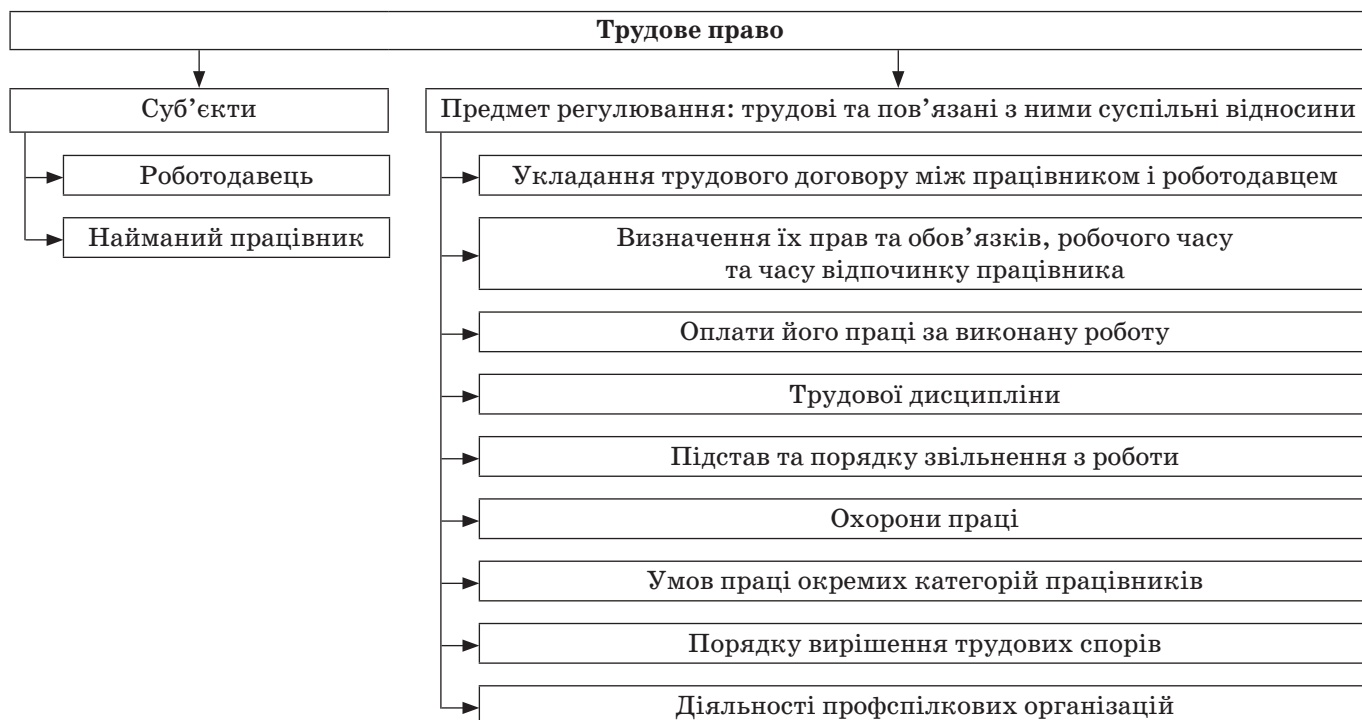 Трудове право
Суб’єкти
Роботодавець
Найманий працівник
Предмет регулювання: трудові та пов’язані з ними суспільні відносини
Укладання трудового договору між працівником і роботодавцем
Визначення їх прав та обов’язків, робочого часу
та часу відпочинку працівника
Оплати його праці за виконану роботу
Трудової дисципліни
Підстав та порядку звільнення з роботи
Охорони праці
Умов праці окремих категорій працівників
Порядку вирішення трудових спорів
Діяльності профспілкових організацій